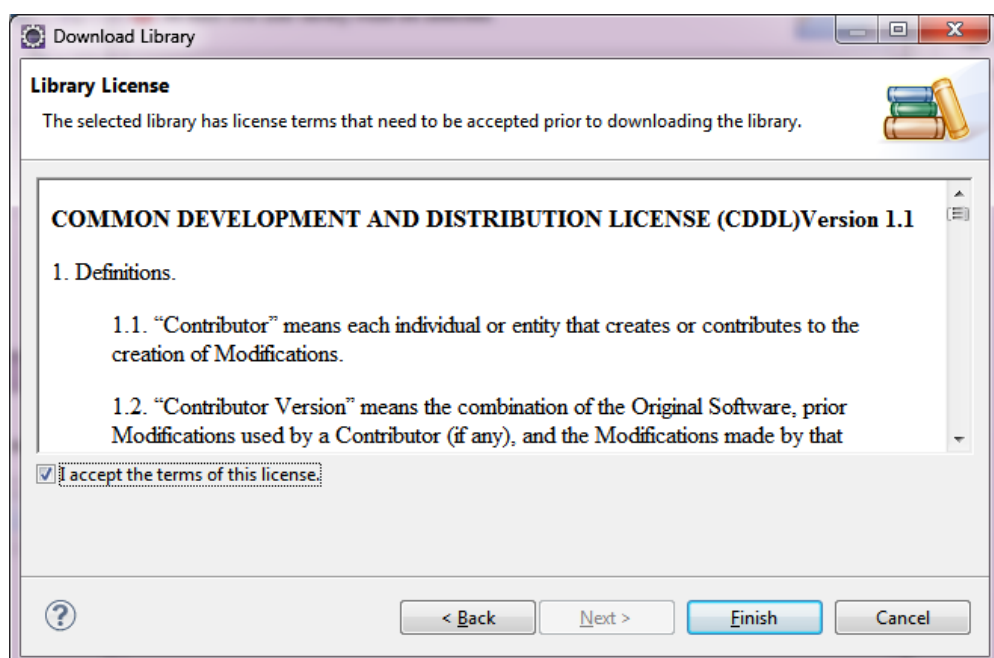 Download Library
Library License
The selected library has license terms that need to be accepted prior to downloading the library.
COMMON DEVELOPMENT AND DISTRIBUTION LICENSE (CDDL)Version 1.1
1. Definitions.
1.1. “Contributor” means each individual or entity that creates or contributes to the
creation of Modifications.
1.2. “Contributor Version” means the combination of the Original Software, prior
Modifications used by a Contributor (if any), and the Modifications made by that
I accept the terms of this license.
? < Back Next > Finish Cancel